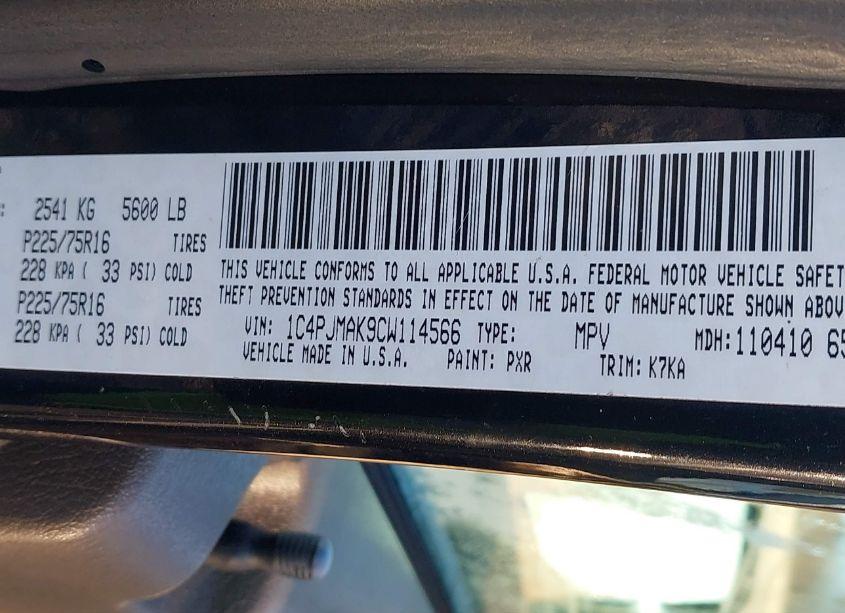 2541 KG 5600 LB
P225/75R16 TIRES
228 KPA ( 33 PSI) COLD
P225/75R16 TIRES
228 KPA ( 33 PSI) COLD
THIS VEHICLE CONFORMS TO ALL APPLICABLE U.S.A. FEDERAL MOTOR VEHICLE SAFET
THEFT PREVENTION STANDARDS IN EFFECT ON THE DATE OF MANUFACTURE SHOWN ABOV
VIN: 1C4PJMAK9CW114566 TYPE: MPV MDH:110410 65
VEHICLE MADE IN U.S.A. PAINT: PXR TRIM: K7KA